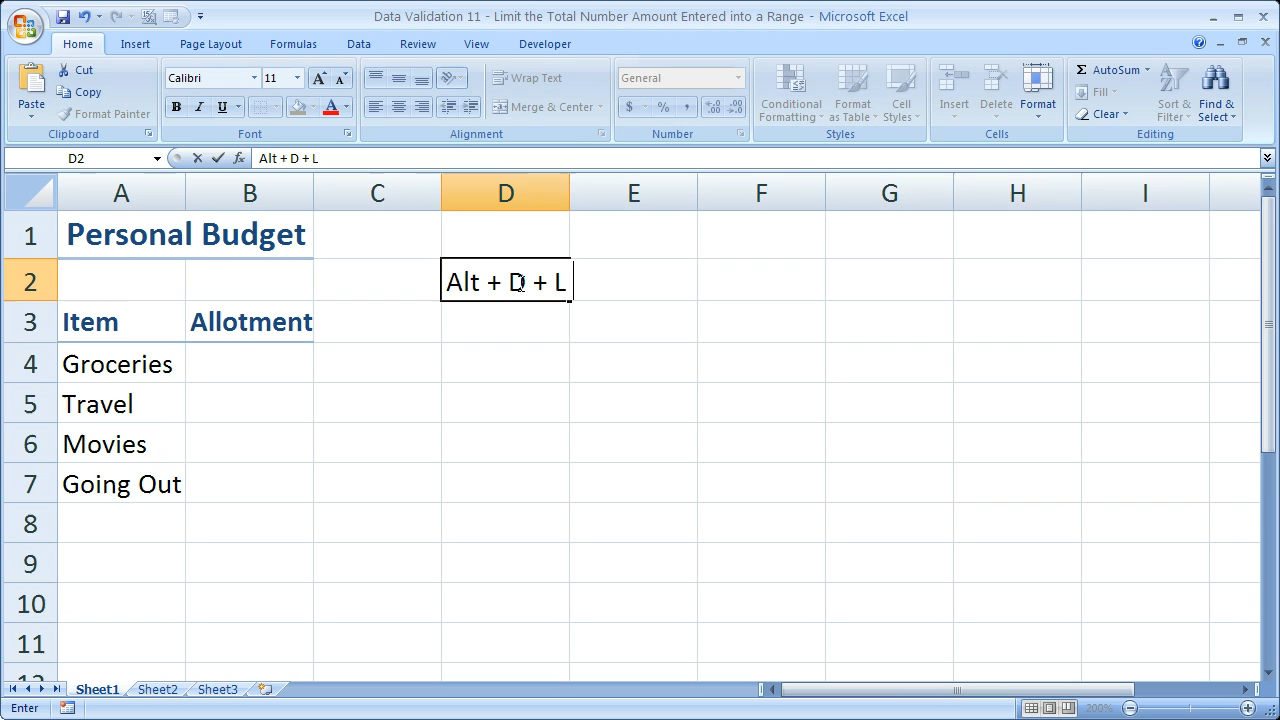 Data Validation 11 - Limit the Total Number Amount Entered into a Range - Microsoft Excel
Home Insert Page Layout Formulas Data Review View Developer
Paste
Cut
Copy
Format Painter
Clipboard
Calibri 11
B I U
Font
Wrap Text
Merge & Center
Alignment
General
$ % ,
Number
Conditional Formatting
Format as Table
Cell Styles
Styles
Insert Delete Format
Cells
AutoSum
Fill
Clear
Sort & Filter
Find & Select
Editing
D2 Alt + D + L
A B C D E F G H I
1 Personal Budget
2 Alt + D + L
3 Item Allotment
4 Groceries
5 Travel
6 Movies
7 Going Out
8
9
10
11
12
Sheet1 Sheet2 Sheet3
Enter 200%